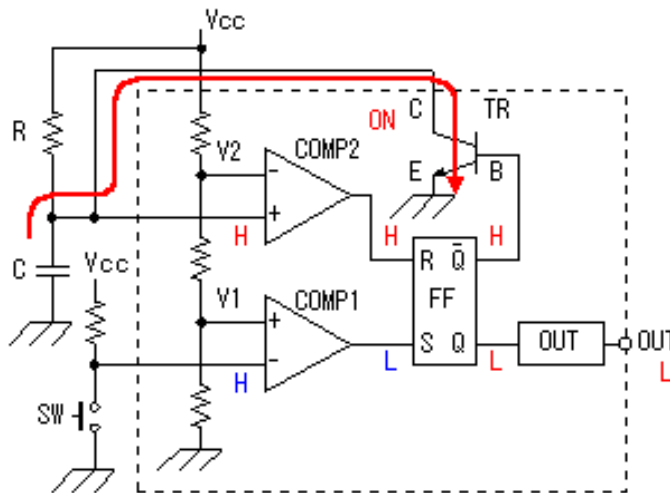 Vcc
C TR
ON
R
V2 COMP2
E B
H H H
C Vcc
R Q̄
V1 COMP1
FF
S Q OUT OUT
H L L L
SW